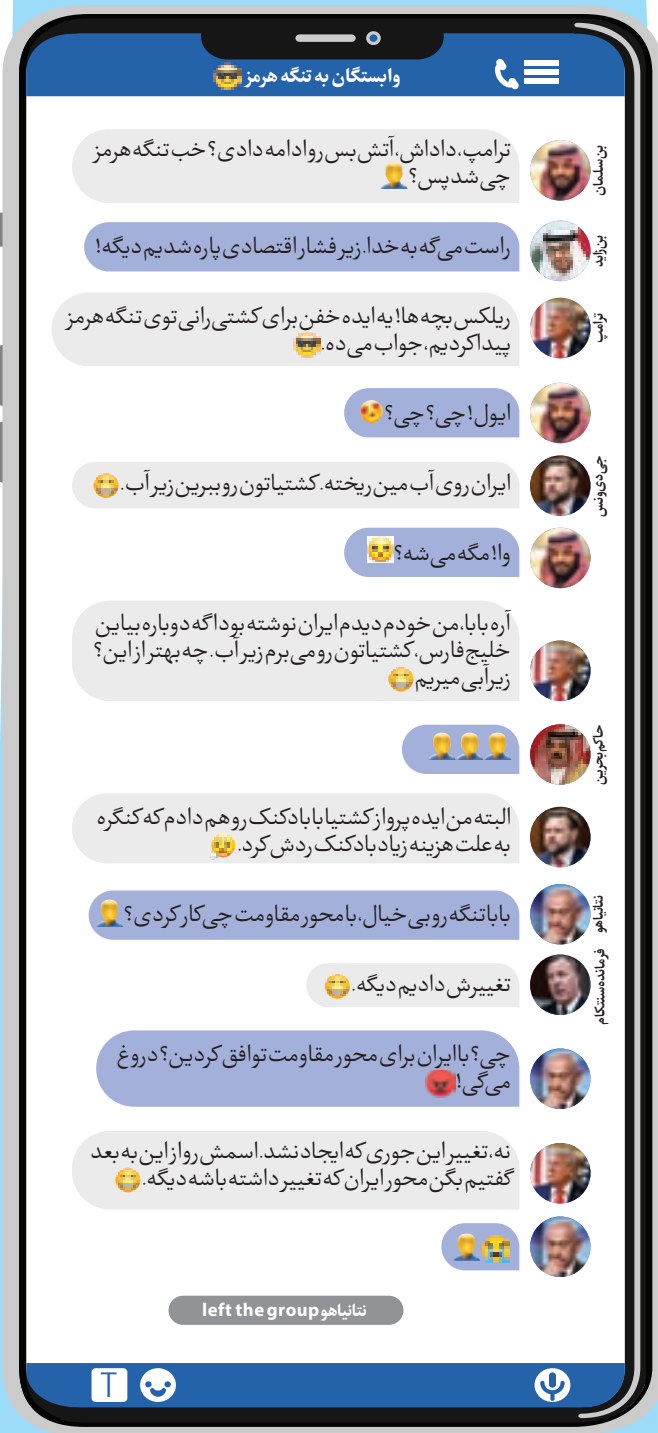 وابستگان به تنگه هرمز 😎
بن سلمان
ترامپ، داداش، آتش بس رو ادامه دادی؟ خب تنگه هرمز
چی شد پس؟ 🤦
بن زاید
راست می‌گه به خدا. زیر فشار اقتصادی پاره شدیم دیگه!
ترامپ
ریلکس بچه ها! یه ایده خفن برای کشتی رانی توی تنگه هرمز
پیدا کردیم، جواب می ده. 😎
ایول! چی؟ چی؟ 😍
جی دی ونس
ایران روی آب مین ریخته. کشتیاتون رو ببرین زیر آب. 😁
وا! مگه می شه؟ 😯
آره بابا، من خودم دیدم ایران نوشته بود اگه دوباره بیاین
خلیج فارس، کشتیاتون رو می برم زیر آب. چه بهتر از این؟
زیرآبی میریم 😁
حاکم بحرین
🤦🤦🤦
البته من ایده پرواز کشتیا با بادکنک رو هم دادم که کنگره
به علت هزینه زیاد بادکنک ردش کرد. 😤
نتانیاهو
بابا تنگه رو بی خیال، با محور مقاومت چی کار کردی؟ 🤦
فرمانده سنتکام
تغییرش دادیم دیگه. 😁
چی؟ با ایران برای محور مقاومت توافق کردین؟ دروغ
می‌گی! 😡
نه، تغییر این جوری که ایجاد نشد. اسمش رو از این به بعد
گفتیم بگن محور ایران که تغییر داشته باشه دیگه. 😁
😭🤦
نتانیاهو left the group
T